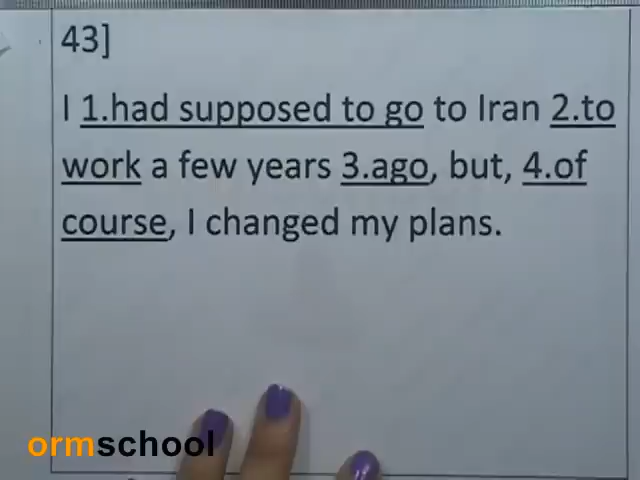 43]
I 1.had supposed to go to Iran 2.to
work a few years 3.ago, but, 4.of
course, I changed my plans.
ormschool